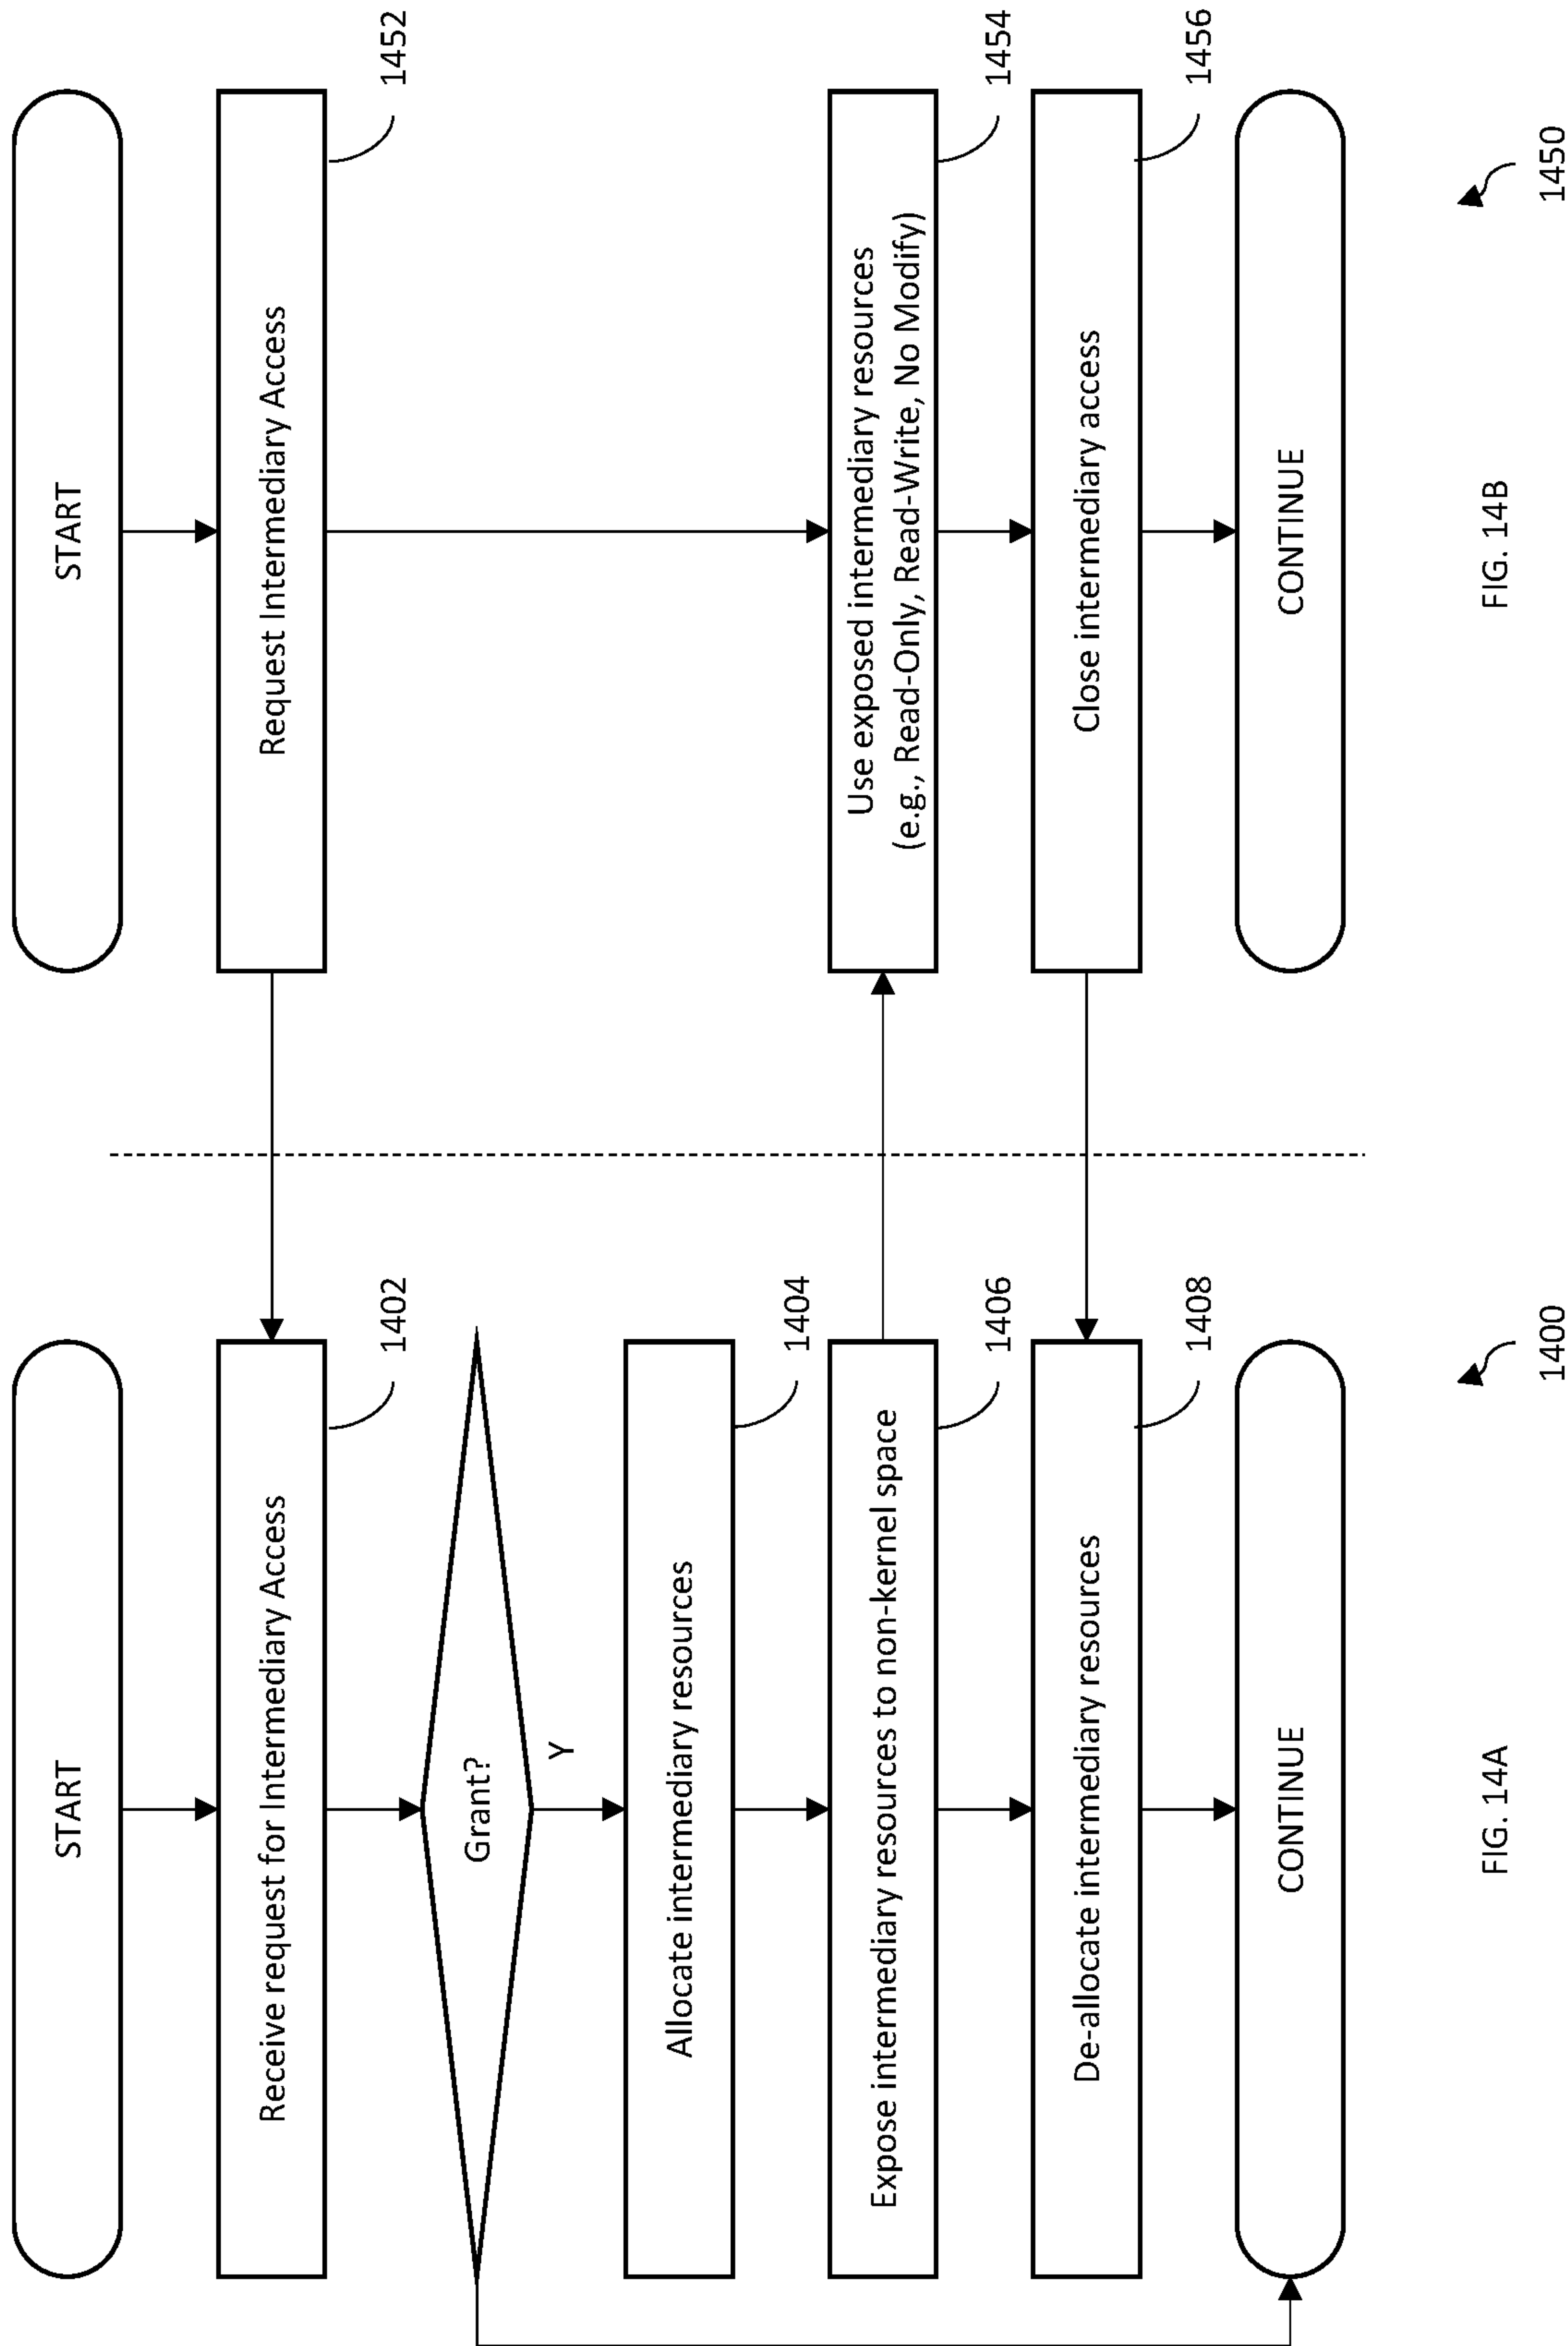 START
Receive request for Intermediary Access
1402
Grant?
Y
Allocate intermediary resources
1404
Expose intermediary resources to non-kernel space
1406
De-allocate intermediary resources
1408
CONTINUE
FIG. 14A
1400
START
Request Intermediary Access
1452
Use exposed intermediary resources
(e.g., Read-Only, Read-Write, No Modify)
1454
Close intermediary access
1456
CONTINUE
FIG. 14B
1450